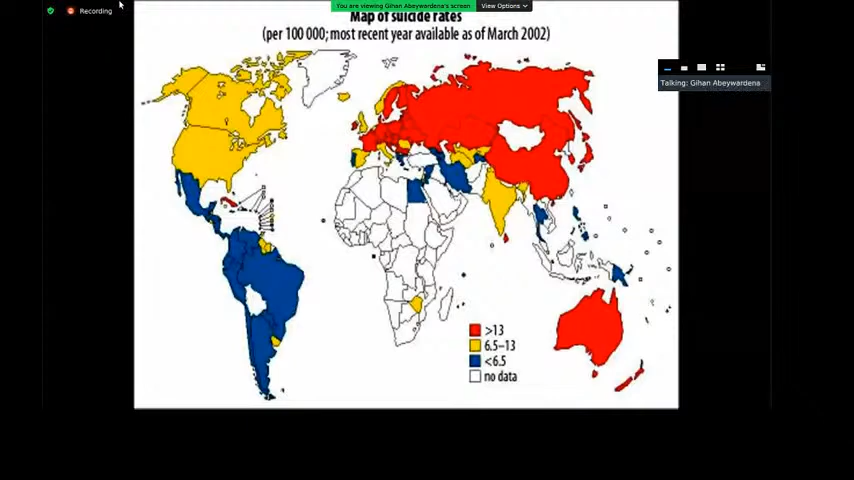 You are viewing Gihan Abeywardena's screen
View Options
Recording
Map of suicide rates
(per 100 000; most recent year available as of March 2002)
Talking: Gihan Abeywardena
>13
6.5–13
<6.5
no data